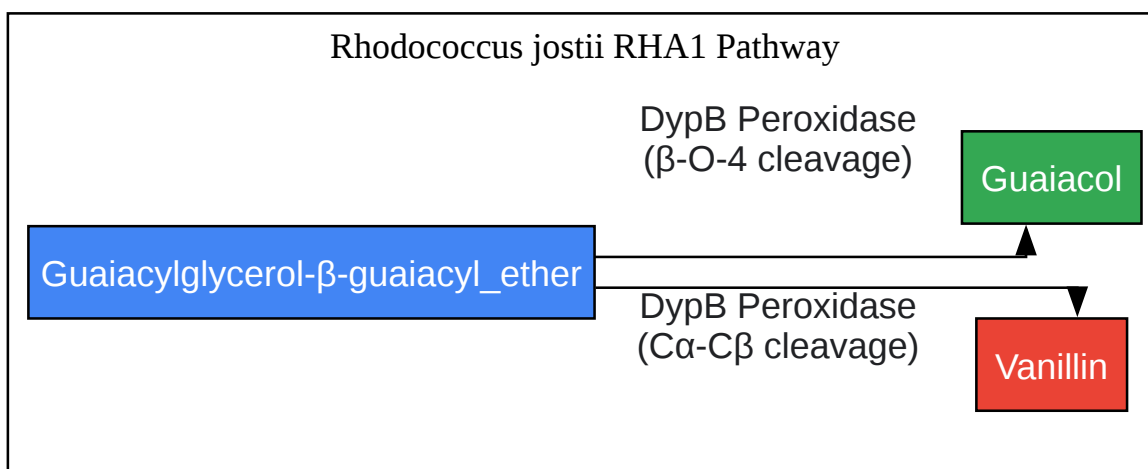 Rhodococcus jostii RHA1 Pathway
DypB Peroxidase
(β-O-4 cleavage)
Guaiacol
Guaiacylglycerol-β-guaiacyl_ether
DypB Peroxidase
(Cα-Cβ cleavage)
Vanillin